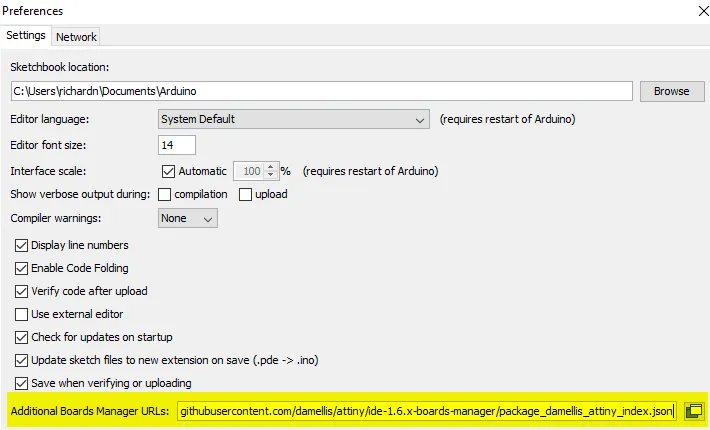 Preferences
Settings Network
Sketchbook location:
C:\Users\richardn\Documents\Arduino Browse
Editor language: System Default (requires restart of Arduino)
Editor font size: 14
Interface scale: Automatic 100 % (requires restart of Arduino)
Show verbose output during: compilation upload
Compiler warnings: None
Display line numbers
Enable Code Folding
Verify code after upload
Use external editor
Check for updates on startup
Update sketch files to new extension on save (.pde -> .ino)
Save when verifying or uploading
Additional Boards Manager URLs: githubusercontent.com/damellis/attiny/ide-1.6.x-boards-manager/package_damellis_attiny_index.json